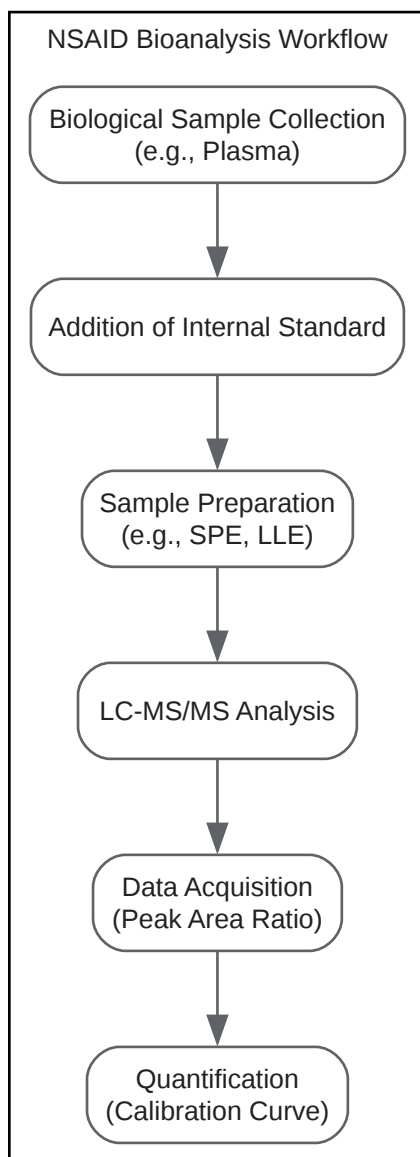 NSAID Bioanalysis Workflow
Biological Sample Collection
(e.g., Plasma)
Addition of Internal Standard
Sample Preparation
(e.g., SPE, LLE)
LC-MS/MS Analysis
Data Acquisition
(Peak Area Ratio)
Quantification
(Calibration Curve)